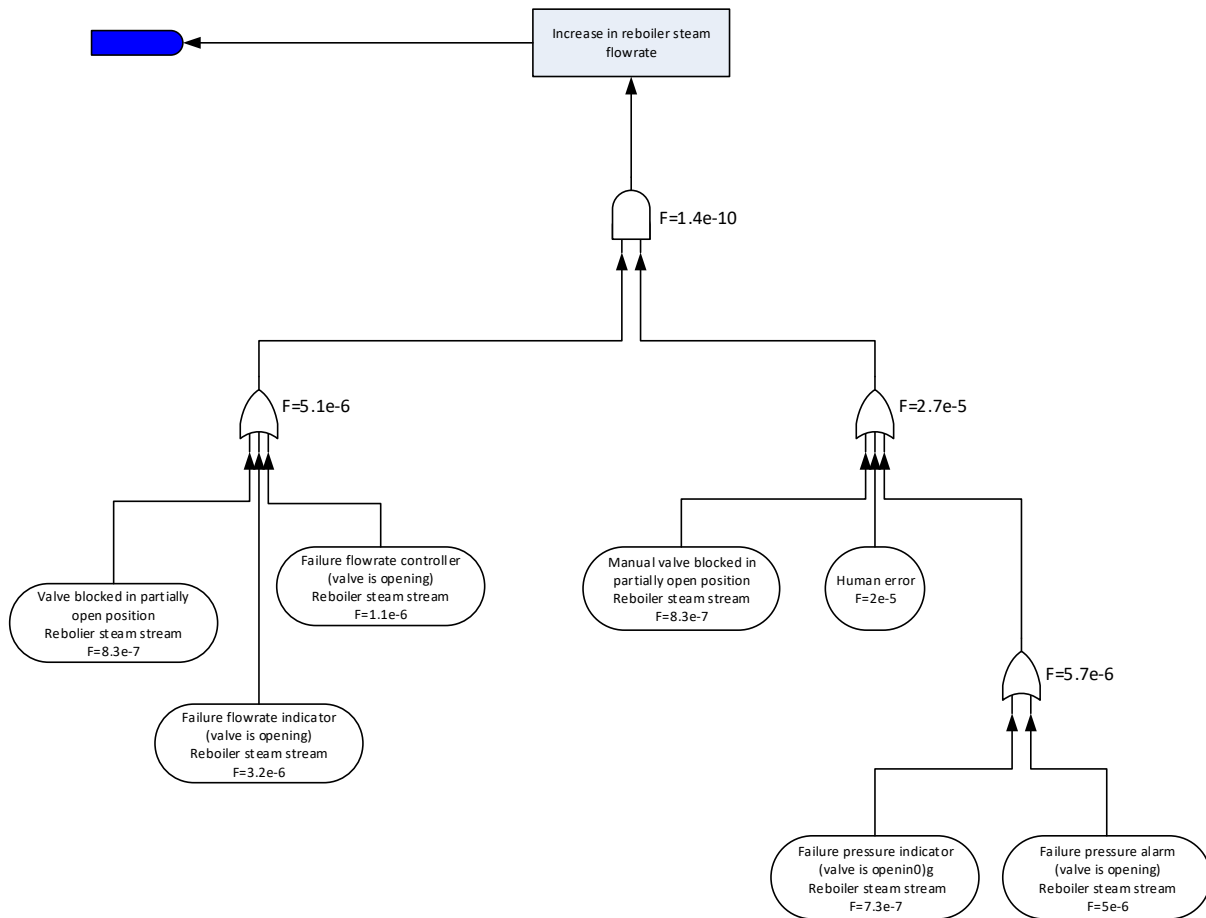 Increase in reboiler steam
flowrate
F=1.4e-10
F=5.1e-6
F=2.7e-5
Failure flowrate controller
(valve is opening)
Reboiler steam stream
F=1.1e-6
Manual valve blocked in
partially open position
Reboiler steam stream
F=8.3e-7
Human error
F=2e-5
Valve blocked in partially
open position
Rebolier steam stream
F=8.3e-7
F=5.7e-6
Failure flowrate indicator
(valve is opening)
Reboiler steam stream
F=3.2e-6
Failure pressure indicator
(valve is openin0)g
Reboiler steam stream
F=7.3e-7
Failure pressure alarm
(valve is opening)
Reboiler steam stream
F=5e-6